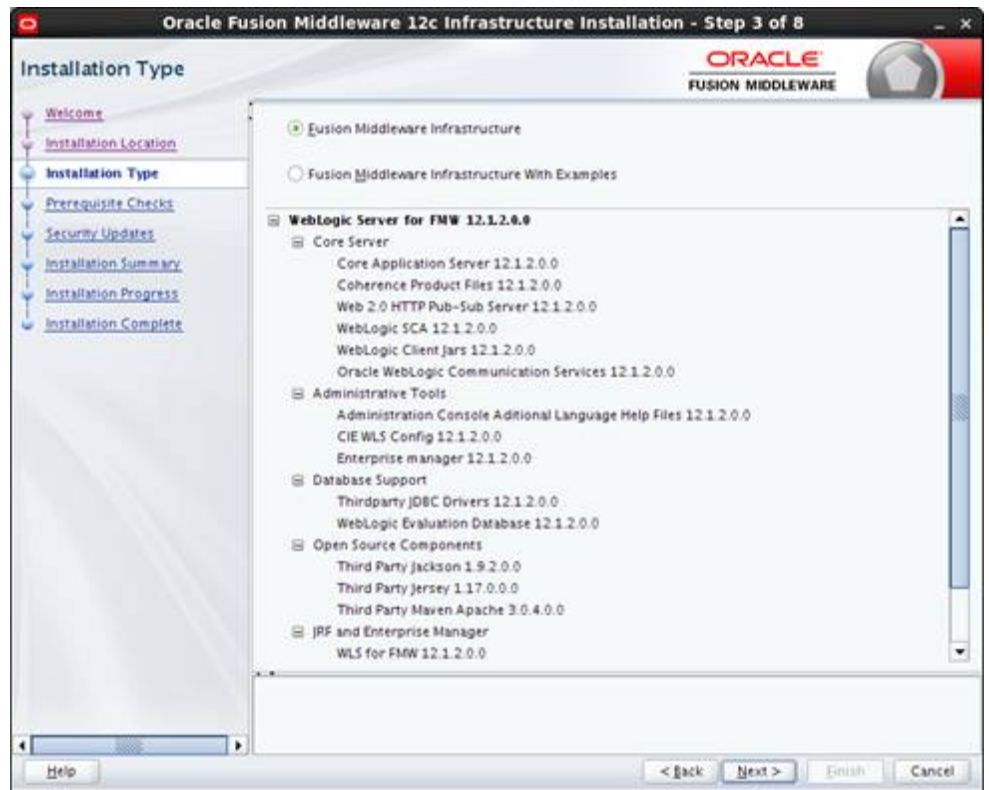 Oracle Fusion Middleware 12c Infrastructure Installation - Step 3 of 8
Installation Type
ORACLE
FUSION MIDDLEWARE
Welcome
Installation Location
Installation Type
Prerequisite Checks
Security Updates
Installation Summary
Installation Progress
Installation Complete
Fusion Middleware Infrastructure
Fusion Middleware Infrastructure With Examples
WebLogic Server for FMW 12.1.2.0.0
Core Server
Core Application Server 12.1.2.0.0
Coherence Product Files 12.1.2.0.0
Web 2.0 HTTP Pub-Sub Server 12.1.2.0.0
WebLogic SCA 12.1.2.0.0
WebLogic Client Jars 12.1.2.0.0
Oracle WebLogic Communication Services 12.1.2.0.0
Administrative Tools
Administration Console Aditional Language Help Files 12.1.2.0.0
CIE WLS Config 12.1.2.0.0
Enterprise manager 12.1.2.0.0
Database Support
Thirdparty JDBC Drivers 12.1.2.0.0
WebLogic Evaluation Database 12.1.2.0.0
Open Source Components
Third Party Jackson 1.9.2.0.0
Third Party Jersey 1.17.0.0.0
Third Party Maven Apache 3.0.4.0.0
JRF and Enterprise Manager
WLS for FMW 12.1.2.0.0
Help
< Back
Next >
Finish
Cancel